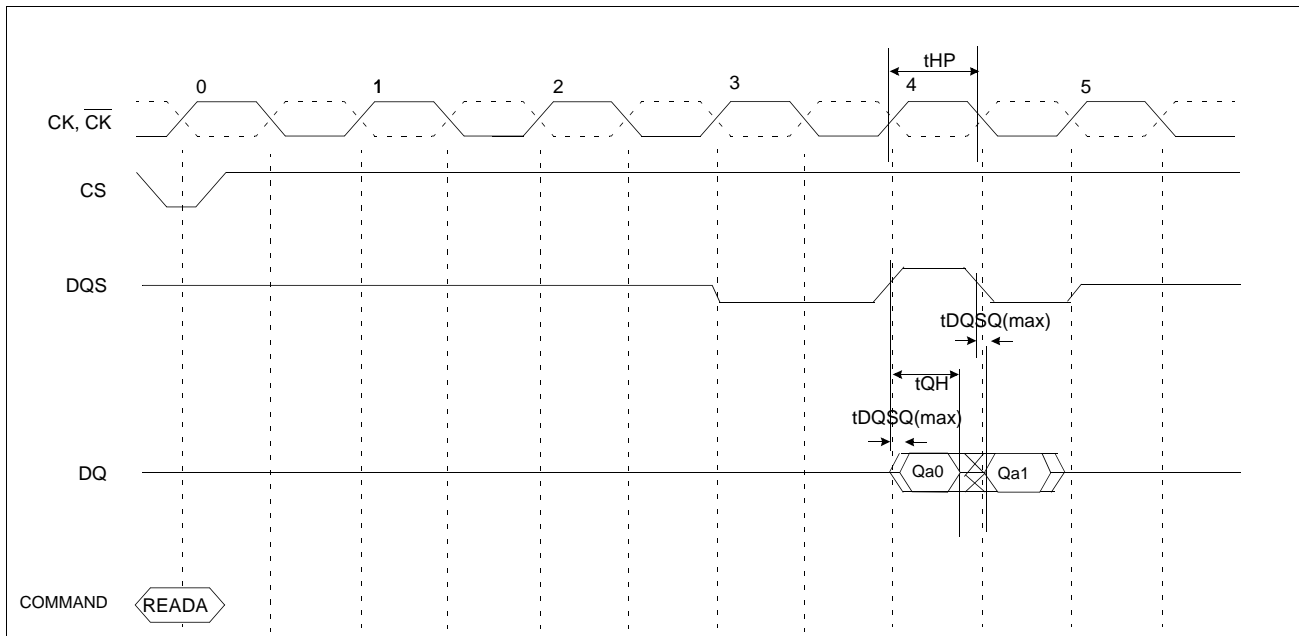 tHP
0 1 2 3 4 5
CK, C̅K̅
CS
DQS
tDQSQ(max)
tQH
tDQSQ(max)
DQ
Qa0
Qa1
COMMAND
READA